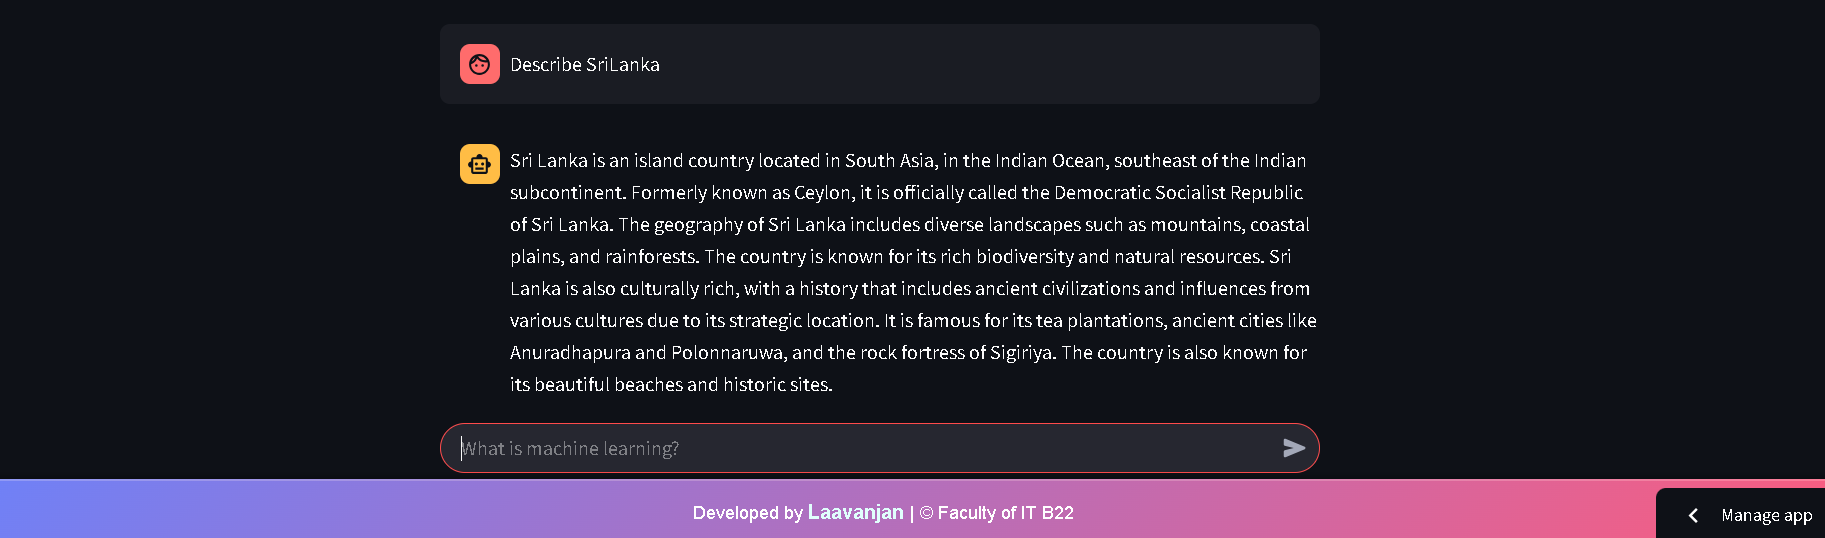 Describe SriLanka
Sri Lanka is an island country located in South Asia, in the Indian Ocean, southeast of the Indian
subcontinent. Formerly known as Ceylon, it is officially called the Democratic Socialist Republic
of Sri Lanka. The geography of Sri Lanka includes diverse landscapes such as mountains, coastal
plains, and rainforests. The country is known for its rich biodiversity and natural resources. Sri
Lanka is also culturally rich, with a history that includes ancient civilizations and influences from
various cultures due to its strategic location. It is famous for its tea plantations, ancient cities like
Anuradhapura and Polonnaruwa, and the rock fortress of Sigiriya. The country is also known for
its beautiful beaches and historic sites.
What is machine learning?
Developed by Laavanjan | © Faculty of IT B22
Manage app